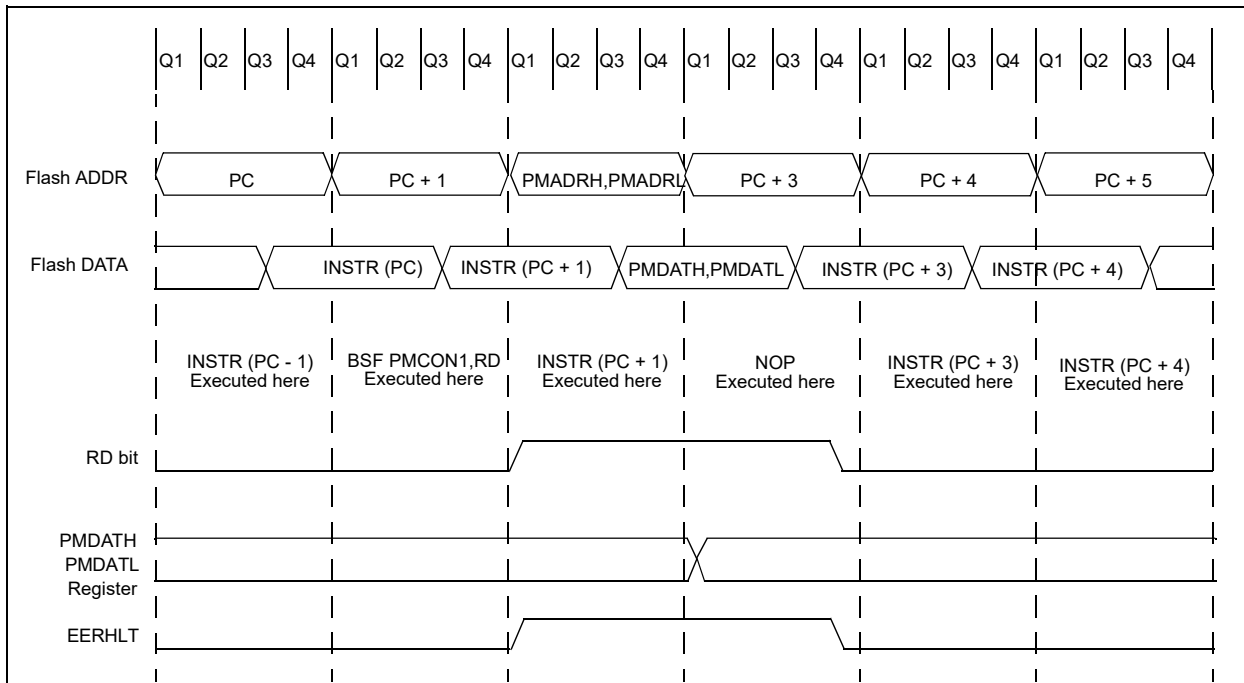 Q1 Q2 Q3 Q4 Q1 Q2 Q3 Q4 Q1 Q2 Q3 Q4 Q1 Q2 Q3 Q4 Q1 Q2 Q3 Q4 Q1 Q2 Q3 Q4
Flash ADDR PC PC + 1 PMADRH,PMADRL PC + 3 PC + 4 PC + 5
Flash DATA INSTR (PC) INSTR (PC + 1) PMDATH,PMDATL INSTR (PC + 3) INSTR (PC + 4)
INSTR (PC - 1) BSF PMCON1,RD INSTR (PC + 1) NOP INSTR (PC + 3) INSTR (PC + 4)
Executed here Executed here Executed here Executed here Executed here Executed here
RD bit
PMDATH
PMDATL
Register
EERHLT